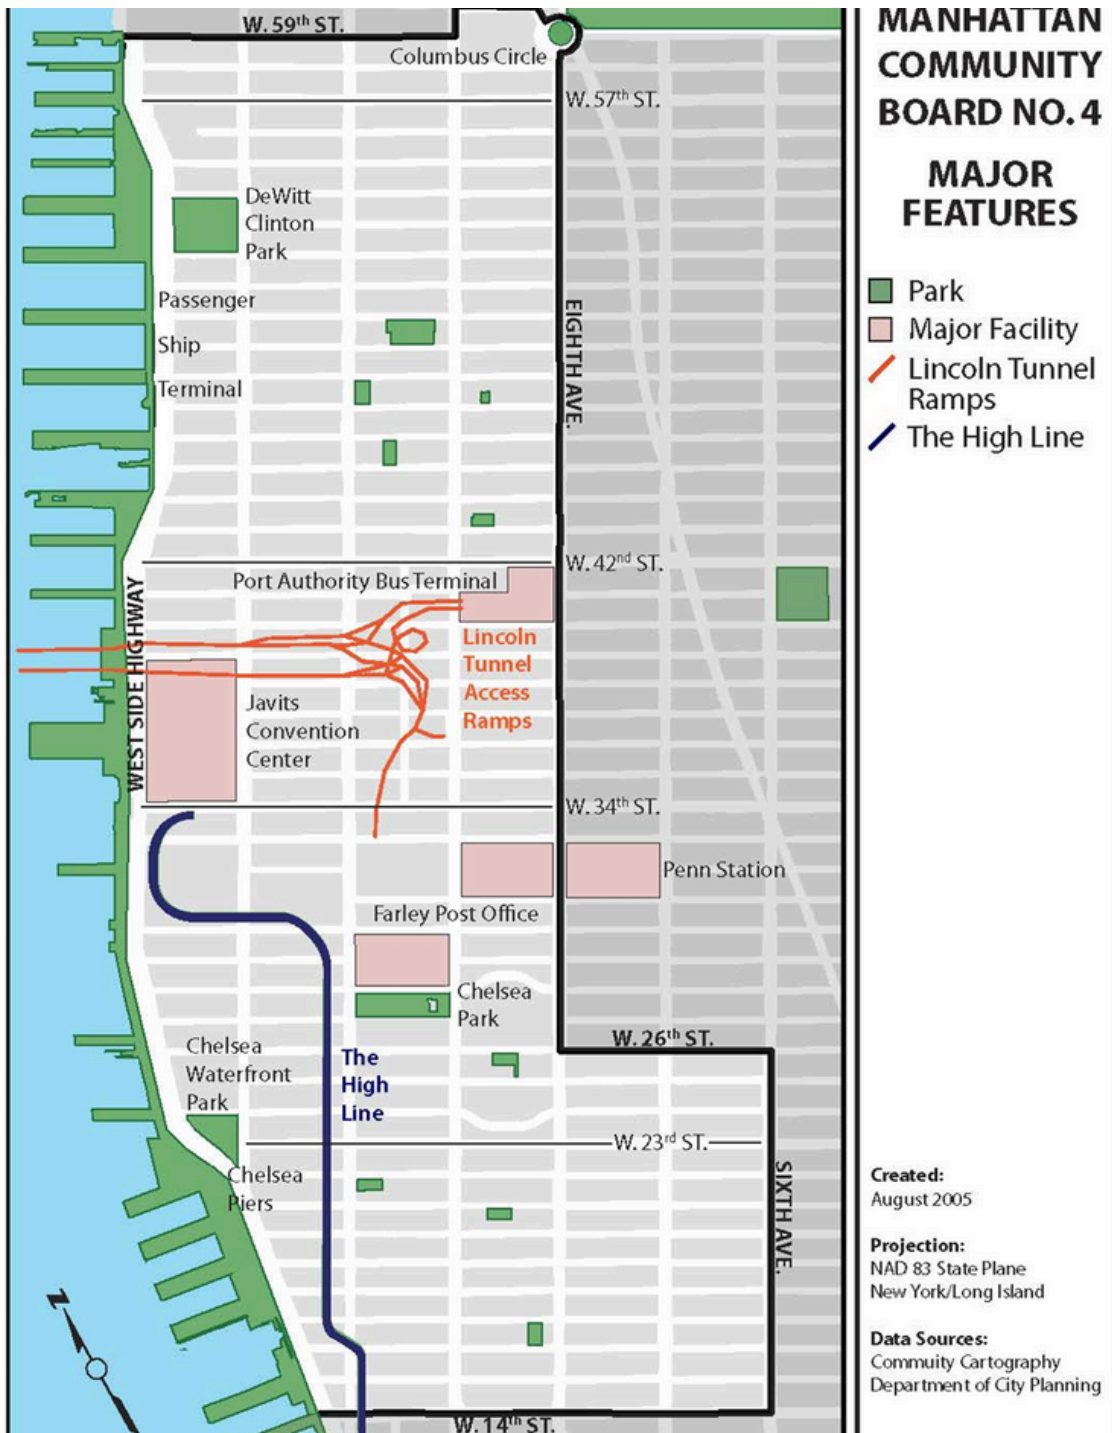 MANHATTAN
COMMUNITY
BOARD NO. 4
MAJOR
FEATURES
Park
Major Facility
Lincoln Tunnel
Ramps
The High Line
W. 59th ST.
Columbus Circle
W. 57th ST.
DeWitt
Clinton
Park
Passenger
Ship
Terminal
EIGHTH AVE.
W. 42nd ST.
Port Authority Bus Terminal
WEST SIDE HIGHWAY
Lincoln
Tunnel
Access
Ramps
Javits
Convention
Center
W. 34th ST.
Penn Station
Farley Post Office
Chelsea
Park
W. 26th ST.
Chelsea
Waterfront
Park
The
High
Line
W. 23rd ST.
Chelsea
Piers
SIXTH AVE.
N
W. 14th ST.
Created:
August 2005
Projection:
NAD 83 State Plane
New York/Long Island
Data Sources:
Commuity Cartography
Department of City Planning